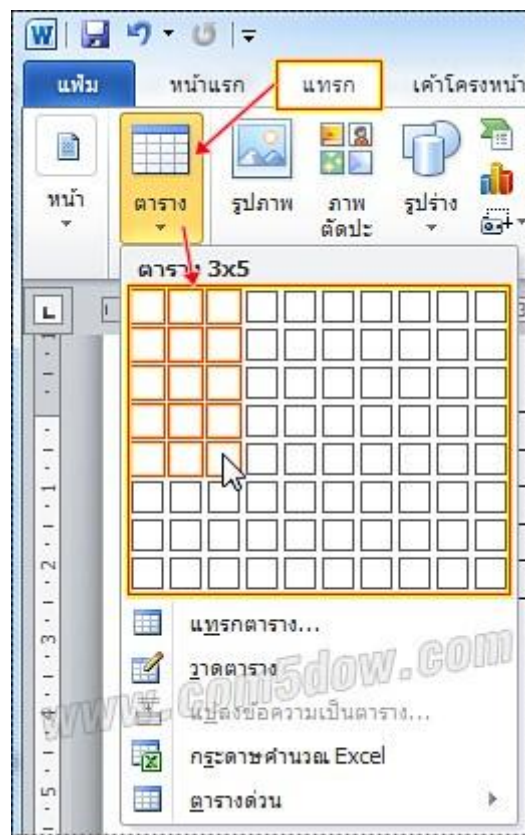 W
แฟ้ม หน้าแรก แทรก เค้าโครงหน้า
หน้า ตาราง รูปภาพ ภาพตัดปะ รูปร่าง
ตาราง 3x5
แทรกตาราง...
วาดตาราง
แปลงข้อความเป็นตาราง...
กระดาษคำนวณ Excel
ตารางด่วน
www.com5dow.com
1
2
3
4
5